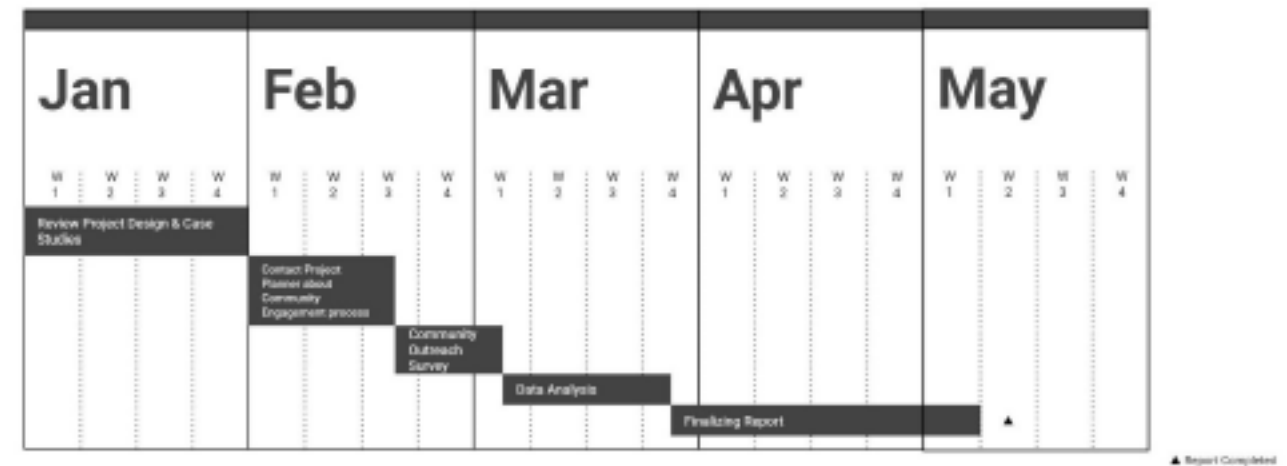 Jan Feb Mar Apr May
W W W W W W W W W W W W W W W W W W W W
1 2 3 4 1 2 3 4 1 2 3 4 1 2 3 4 1 2 3 4
Review Project Design & Case
Studies
Contact Project
Planner about
Community
Engagement process
Community
Outreach
Survey
Data Analysis
Finalizing Report
▲
▲ Report Completed